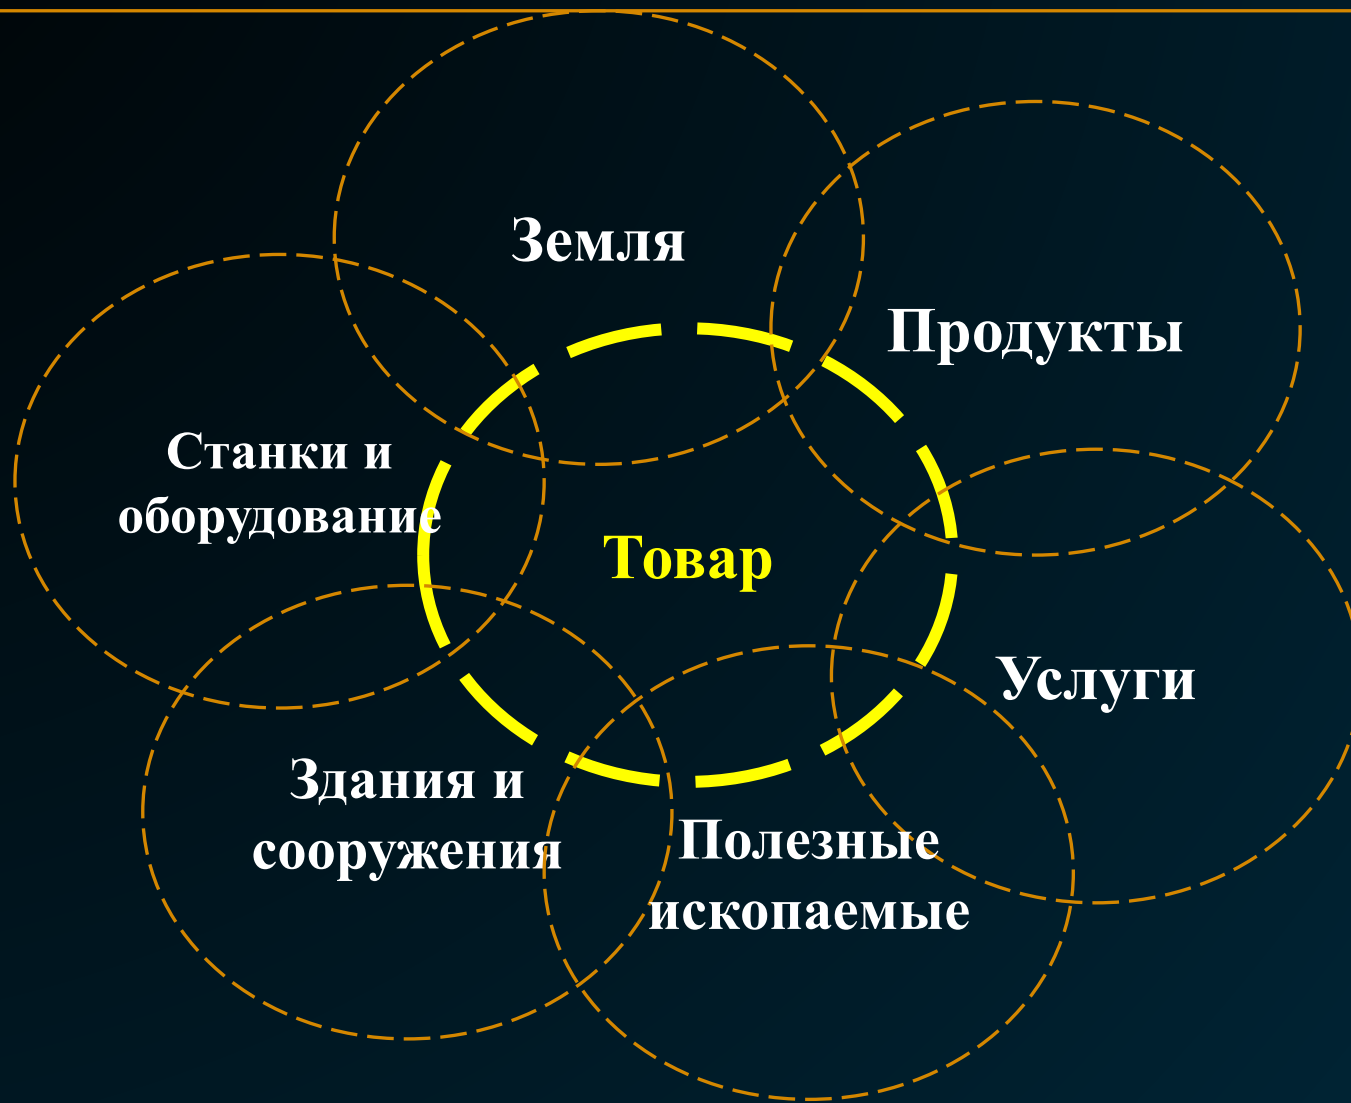 Земля
Продукты
Станки и
оборудование
Товар
Услуги
Здания и
сооружения
Полезные
ископаемые